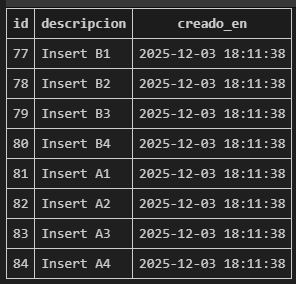 id descripcion creado_en
77 Insert B1 2025-12-03 18:11:38
78 Insert B2 2025-12-03 18:11:38
79 Insert B3 2025-12-03 18:11:38
80 Insert B4 2025-12-03 18:11:38
81 Insert A1 2025-12-03 18:11:38
82 Insert A2 2025-12-03 18:11:38
83 Insert A3 2025-12-03 18:11:38
84 Insert A4 2025-12-03 18:11:38